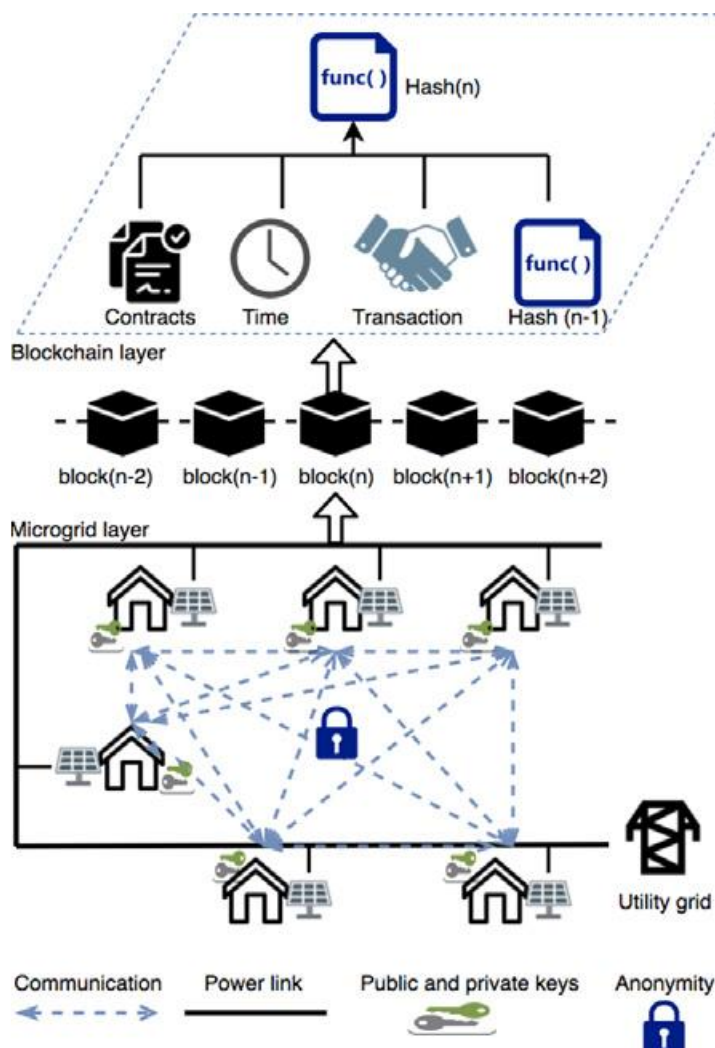 func( )
Hash(n)
func( )
Contracts
Time
Transaction
Hash (n-1)
Blockchain layer
block(n-2)
block(n-1)
block(n)
block(n+1)
block(n+2)
Microgrid layer
Utility grid
Communication
Power link
Public and private keys
Anonymity